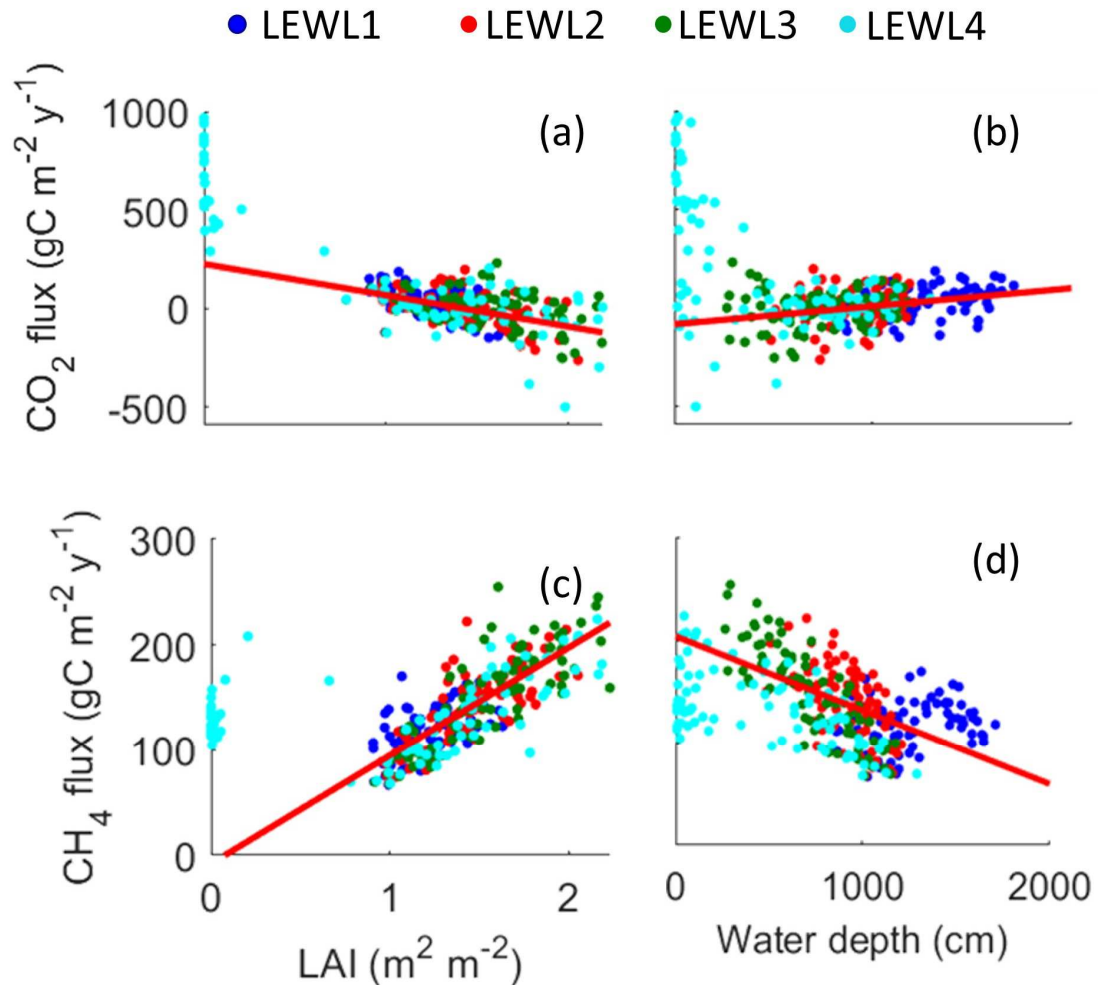 LEWL1 LEWL2 LEWL3 LEWL4
CO₂ flux (gC m⁻² y⁻¹)
1000
500
0
-500
(a)
(b)
CH₄ flux (gC m⁻² y⁻¹)
300
200
100
0
(c)
(d)
0 1 2
LAI (m² m⁻²)
0 1000 2000
Water depth (cm)